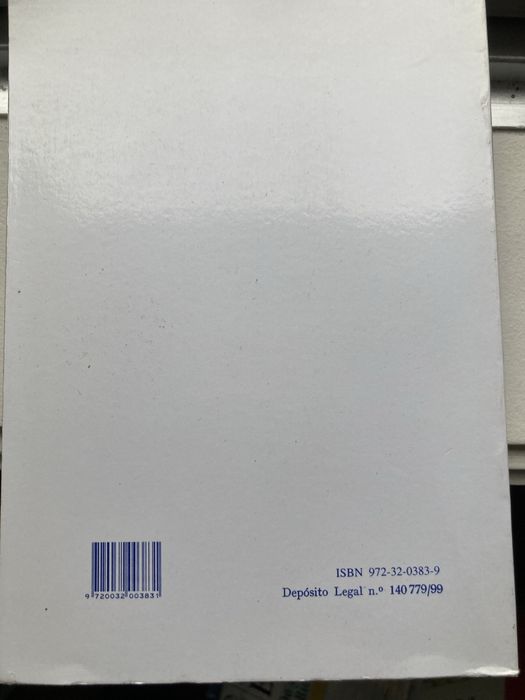 ISBN 972-32-0383-9
Depósito Legal n.º 140 779/99
9 720032 003831